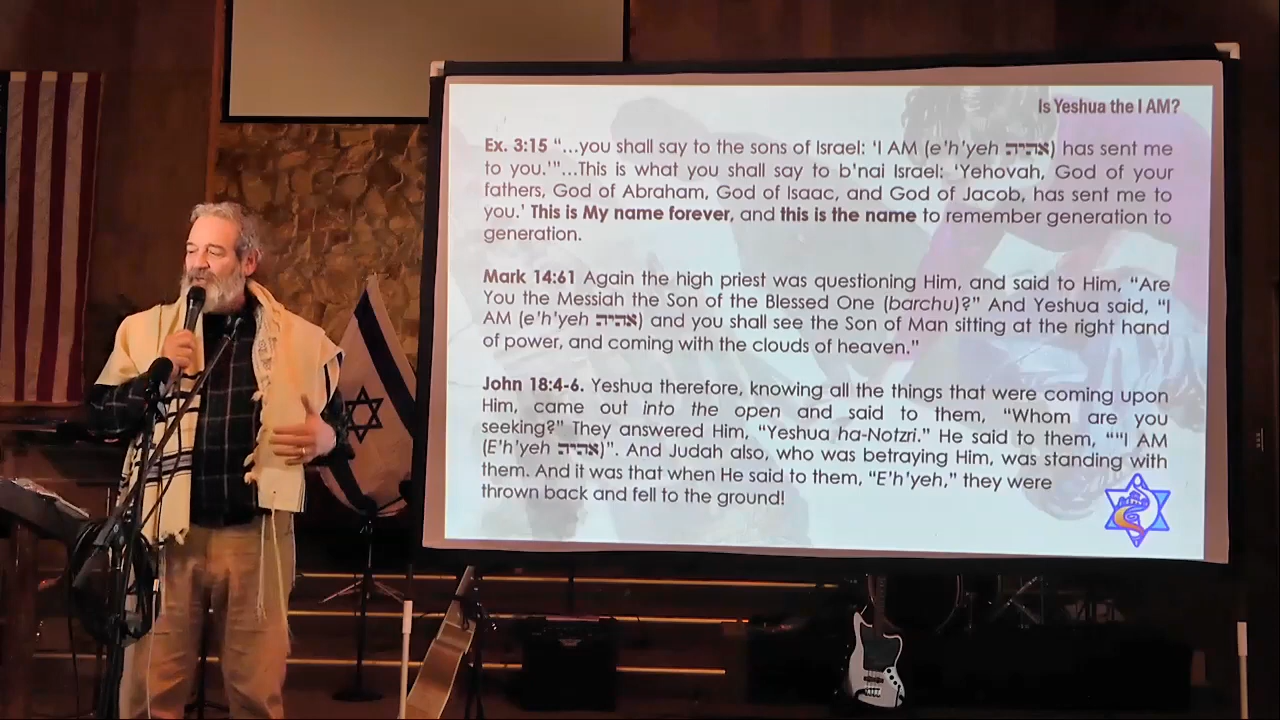 Is Yeshua the I AM?
Ex. 3:15 “...you shall say to the sons of Israel: ‘I AM (e’h’yeh אהיה) has sent me
to you.’”...This is what you shall say to b’nai Israel: ‘Yehovah, God of your
fathers, God of Abraham, God of Isaac, and God of Jacob, has sent me to
you.’ This is My name forever, and this is the name to remember generation to
generation.
Mark 14:61 Again the high priest was questioning Him, and said to Him, “Are
You the Messiah the Son of the Blessed One (barchu)?” And Yeshua said, “I
AM (e’h’yeh אהיה) and you shall see the Son of Man sitting at the right hand
of power, and coming with the clouds of heaven.”
John 18:4-6. Yeshua therefore, knowing all the things that were coming upon
Him, came out into the open and said to them, “Whom are you
seeking?” They answered Him, “Yeshua ha-Notzri.” He said to them, ““I AM
(E’h’yeh אהיה)”. And Judah also, who was betraying Him, was standing with
them. And it was that when He said to them, “E’h’yeh,” they were
thrown back and fell to the ground!